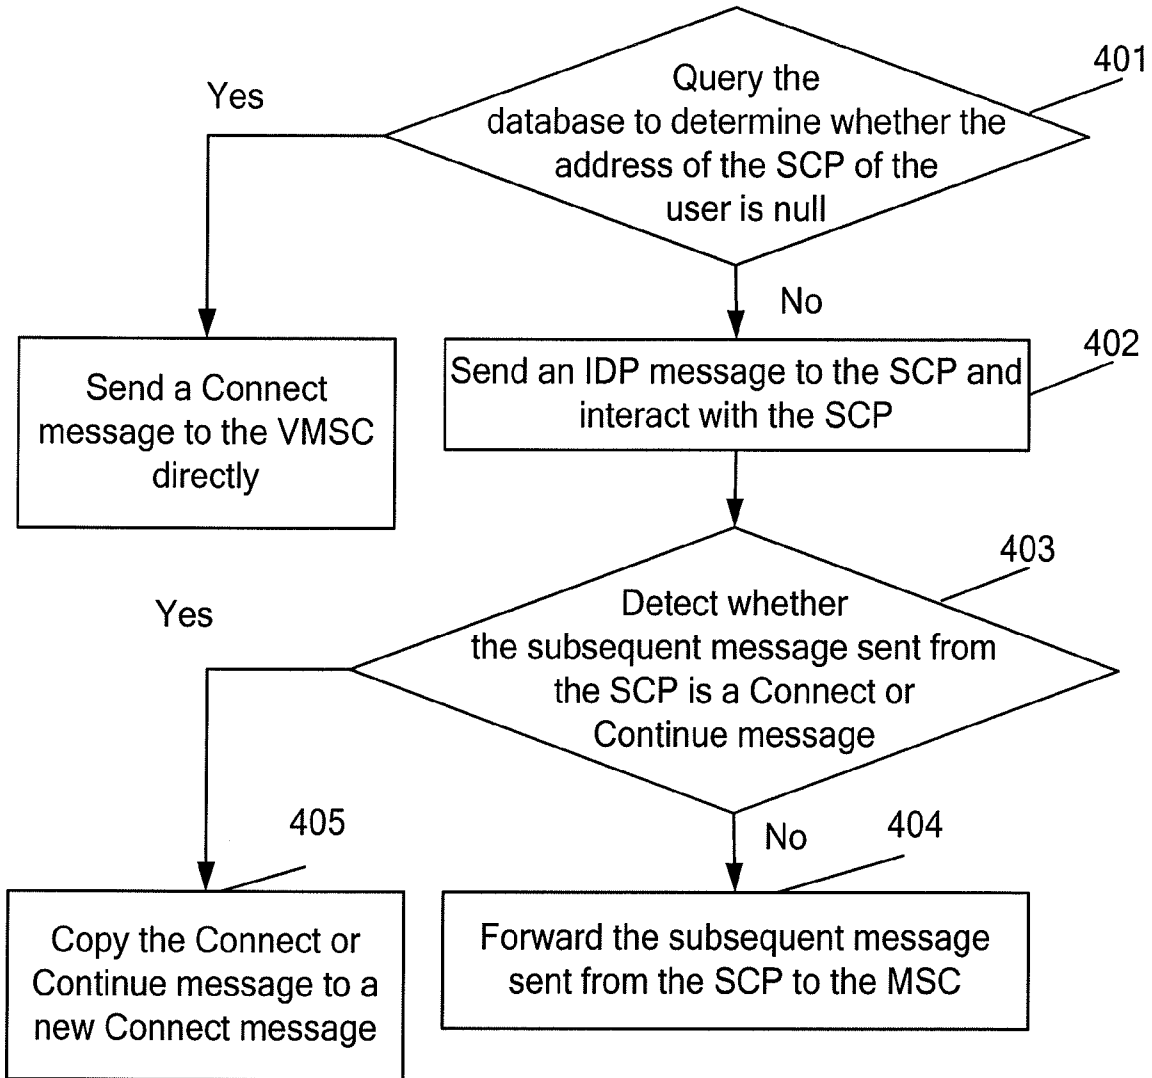 401
Query the
database to determine whether the
address of the SCP of the
user is null
Yes
No
Send a Connect
message to the VMSC
directly
402
Send an IDP message to the SCP and
interact with the SCP
403
Detect whether
the subsequent message sent from
the SCP is a Connect or
Continue message
Yes
No
405
Copy the Connect or
Continue message to a
new Connect message
404
Forward the subsequent message
sent from the SCP to the MSC